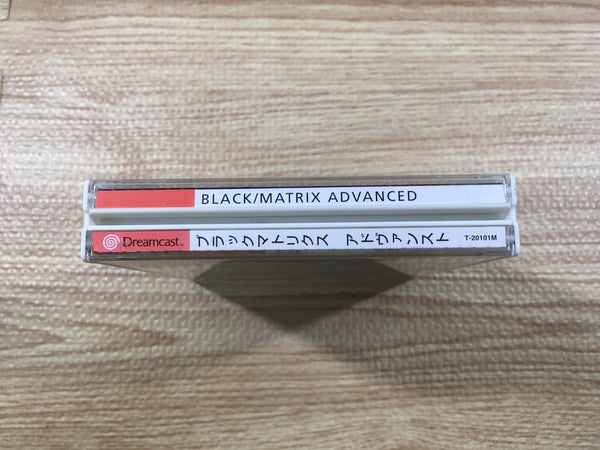 BLACK/MATRIX ADVANCED
Dreamcast™ ブラックマトリクス アドヴァンスト T-20101M